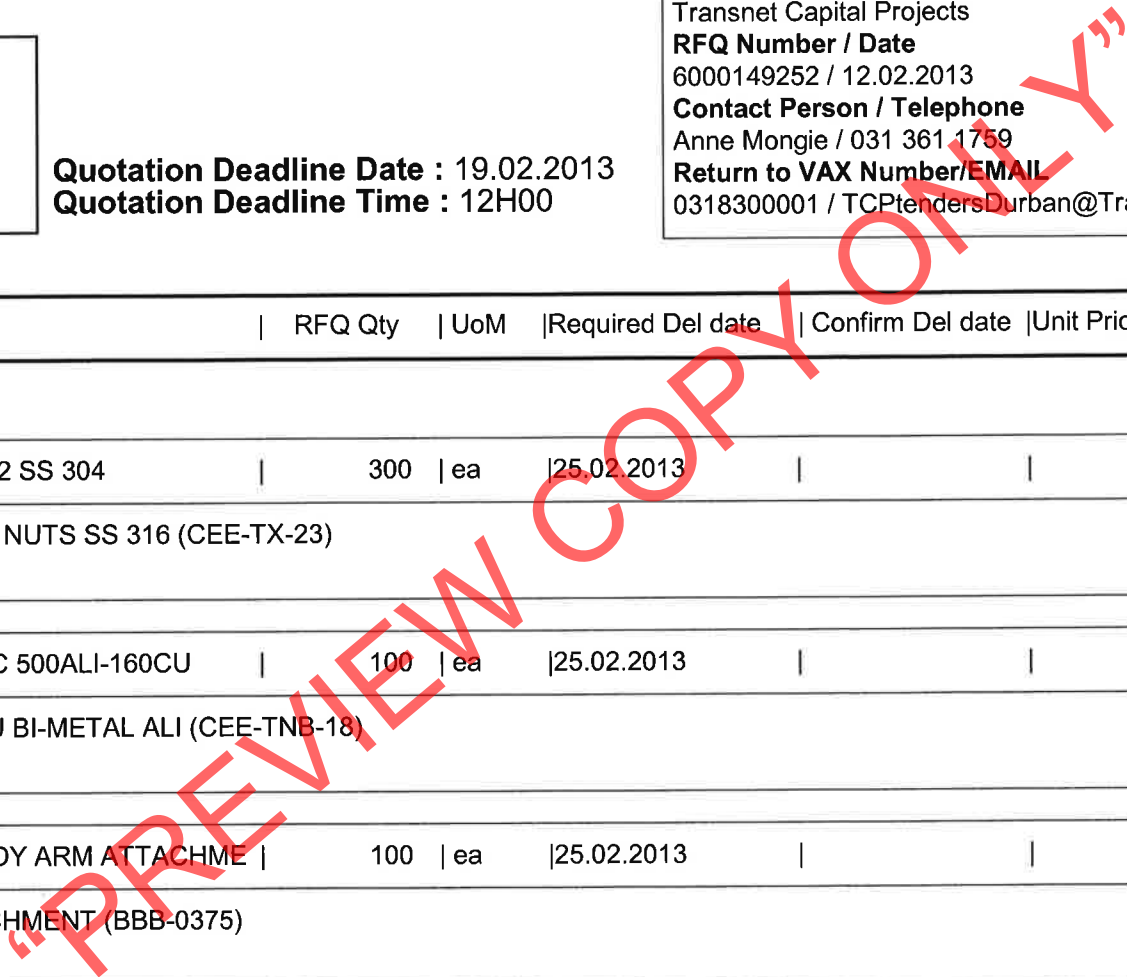 Transnet Capital Projects
RFQ Number / Date
6000149252 / 12.02.2013
Contact Person / Telephone
Anne Mongie / 031 361 1759
Return to VAX Number/EMAIL
0318300001 / TCPtendersDurban@Tra
Quotation Deadline Date : 19.02.2013
Quotation Deadline Time : 12H00
| RFQ Qty | UoM |Required Del date | Confirm Del date |Unit Pric
2 SS 304 | 300 | ea |25.02.2013 | |
NUTS SS 316 (CEE-TX-23)
C 500ALI-160CU | 100 | ea |25.02.2013 | |
U BI-METAL ALI (CEE-TNB-18)
DY ARM ATTACHME | 100 | ea |25.02.2013 | |
CHMENT (BBB-0375)
"PREVIEW COPY ONLY"